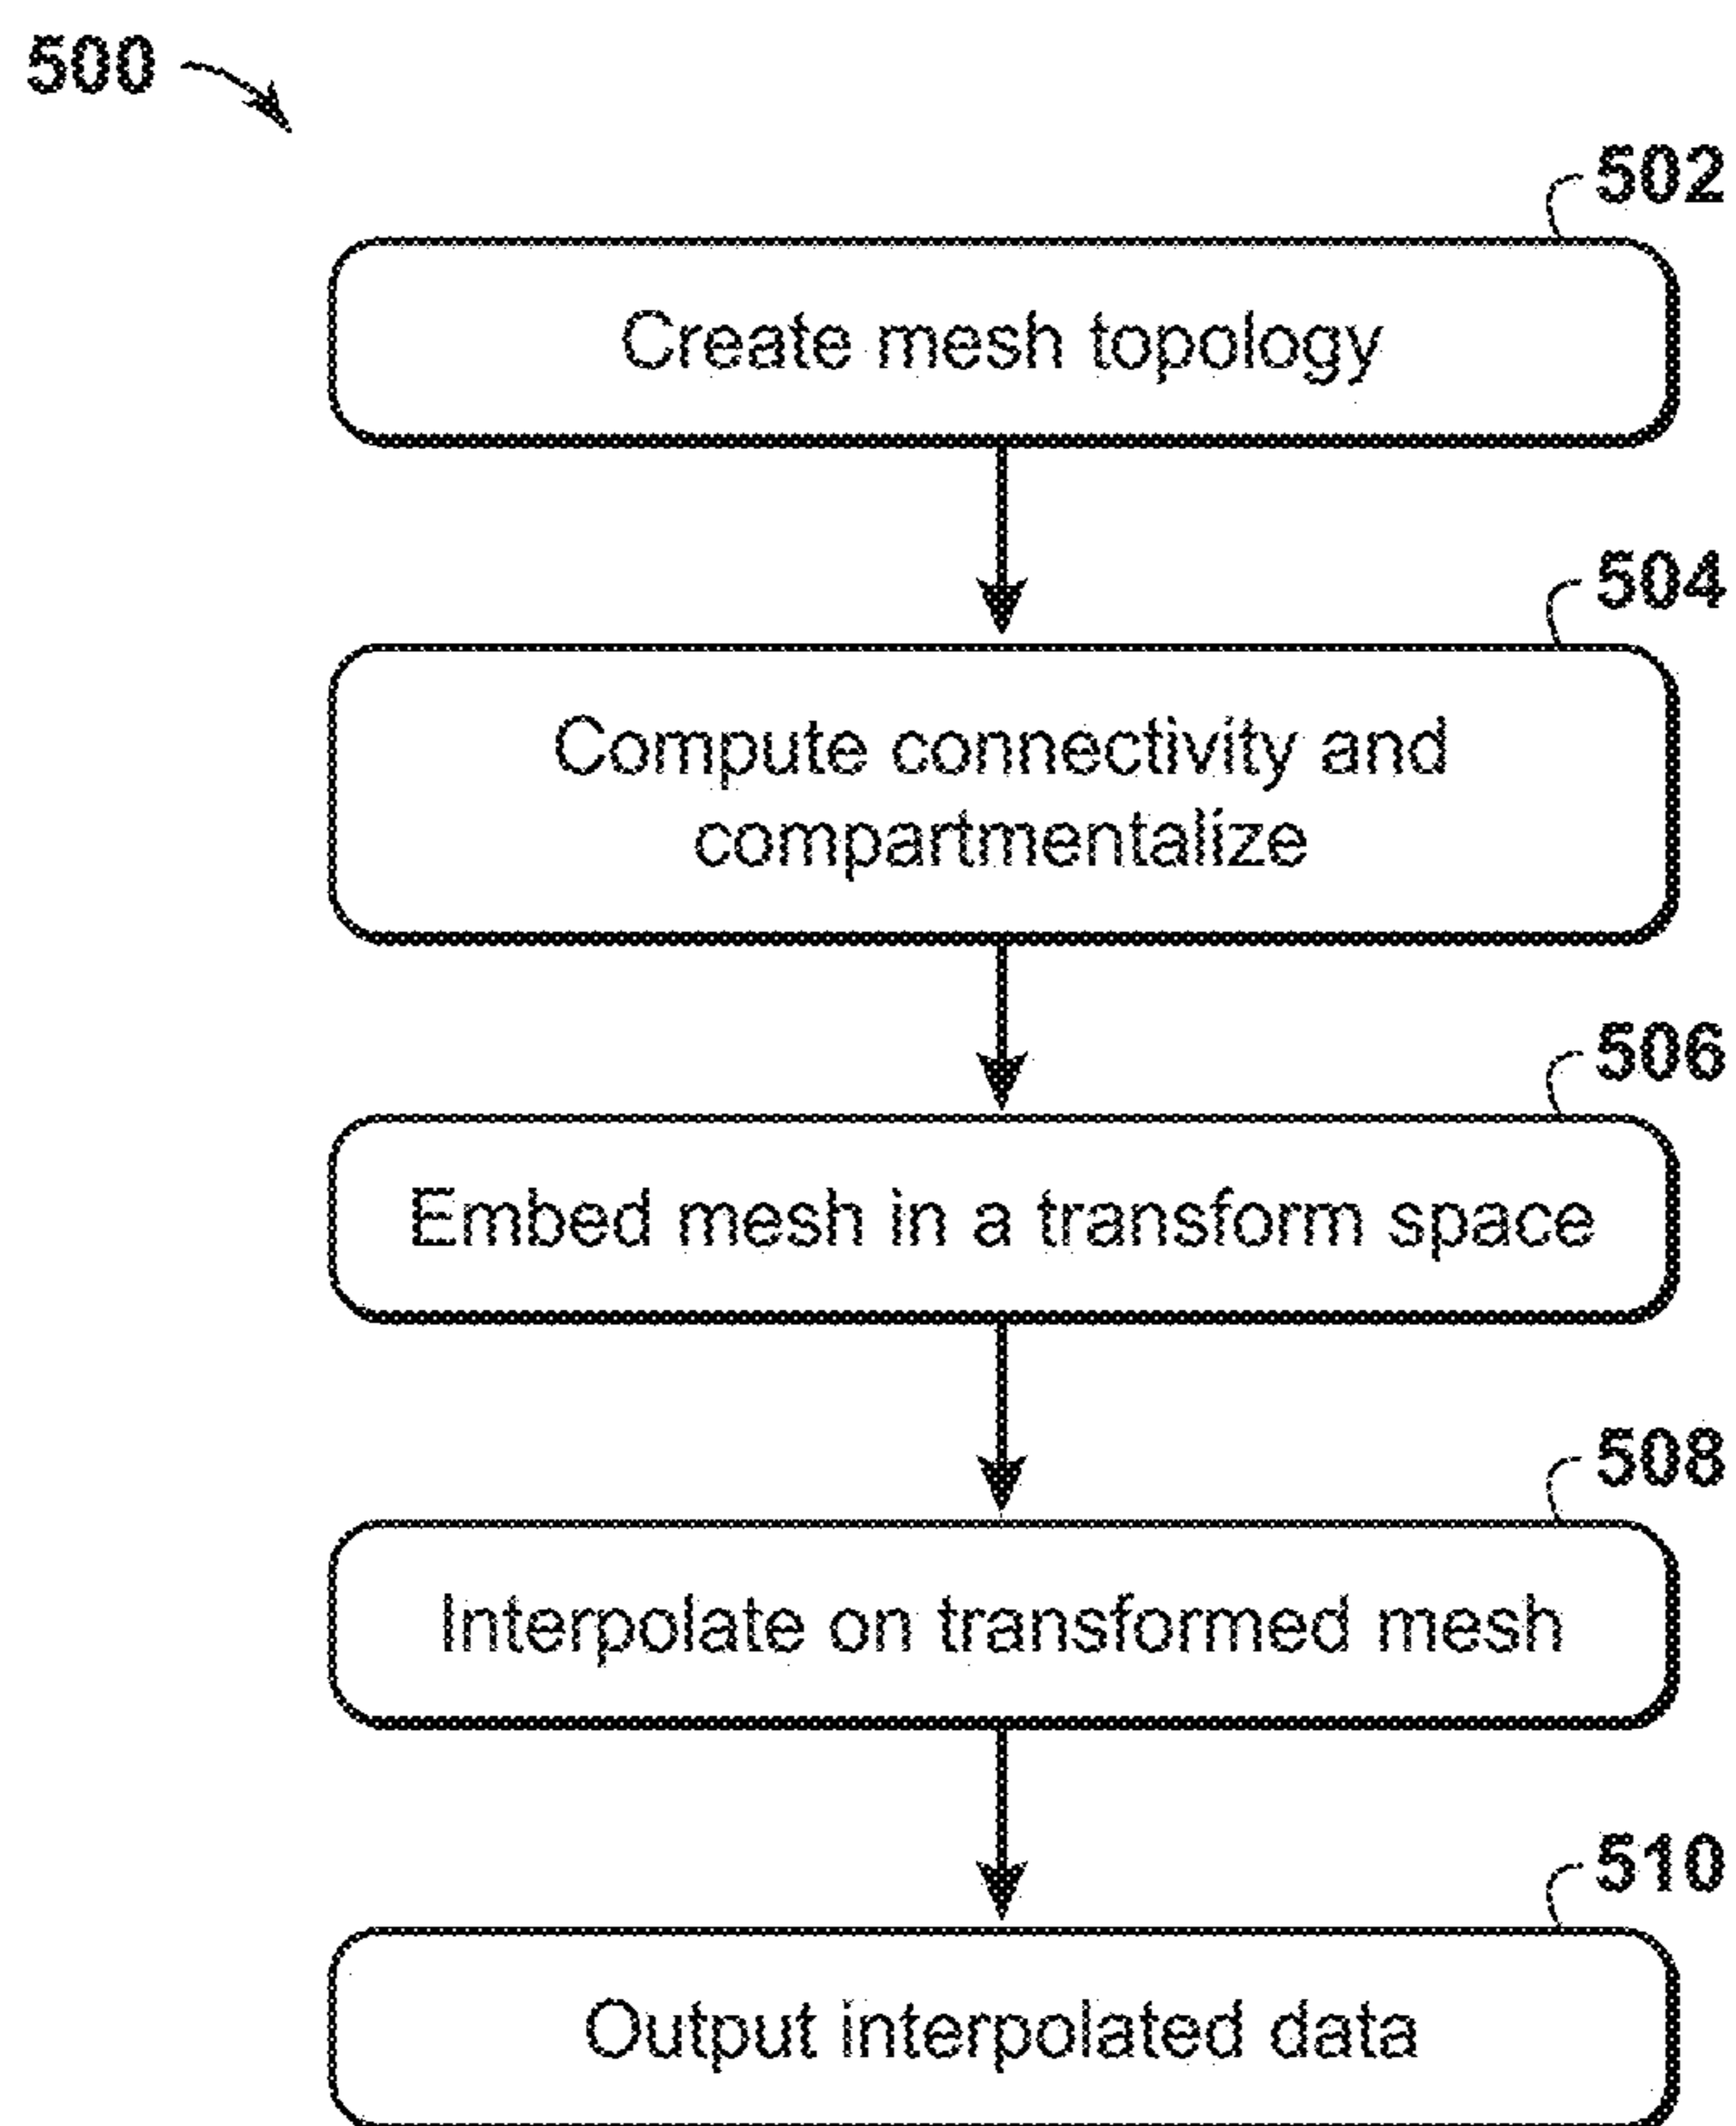 500
502
Create mesh topology
504
Compute connectivity and
compartmentalize
506
Embed mesh in a transform space
508
Interpolate on transformed mesh
510
Output interpolated data